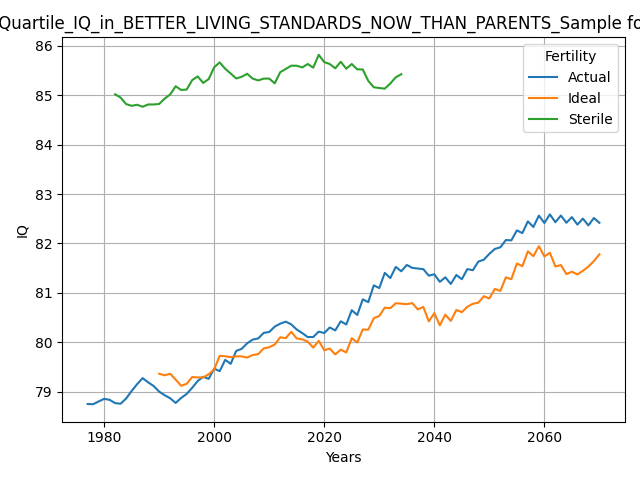 Quartile_IQ_in_BETTER_LIVING_STANDARDS_NOW_THAN_PARENTS_Sample fo
86
85
84
83
82
81
80
79
IQ
Fertility
Actual
Ideal
Sterile
1980
2000
2020
2040
2060
Years